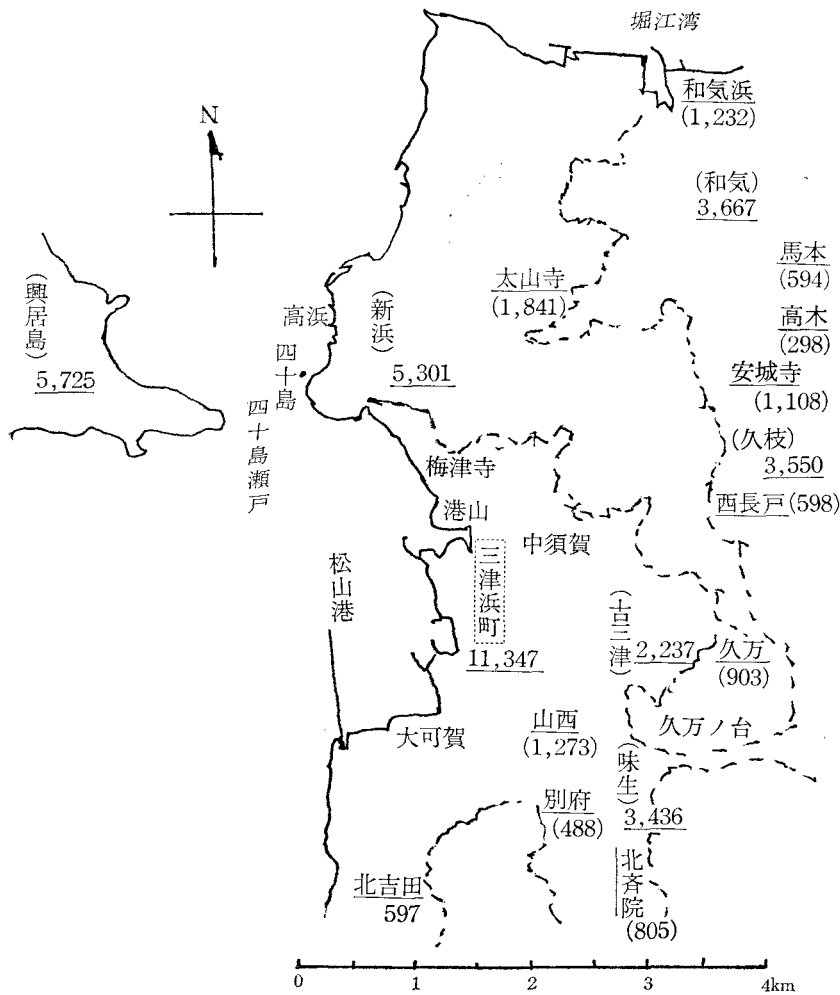 堀江湾
和気浜
(1,232)
N
(和気)
3,667
馬本
(594)
太山寺
(1,841)
高木
(298)
(興居島)
5,725
高浜
(新浜)
5,301
四十島
四十島瀬戸
安城寺
(1,108)
(久枝)
3,550
西長戸(598)
梅津寺
港山
中須賀
三津浜町
11,347
松山港
(古三津)
2,237
久万
(903)
久万ノ台
大可賀
山西
(1,273)
(味生)
3,436
別府
(488)
北吉田
597
北斉院
(805)
0 1 2 3 4km